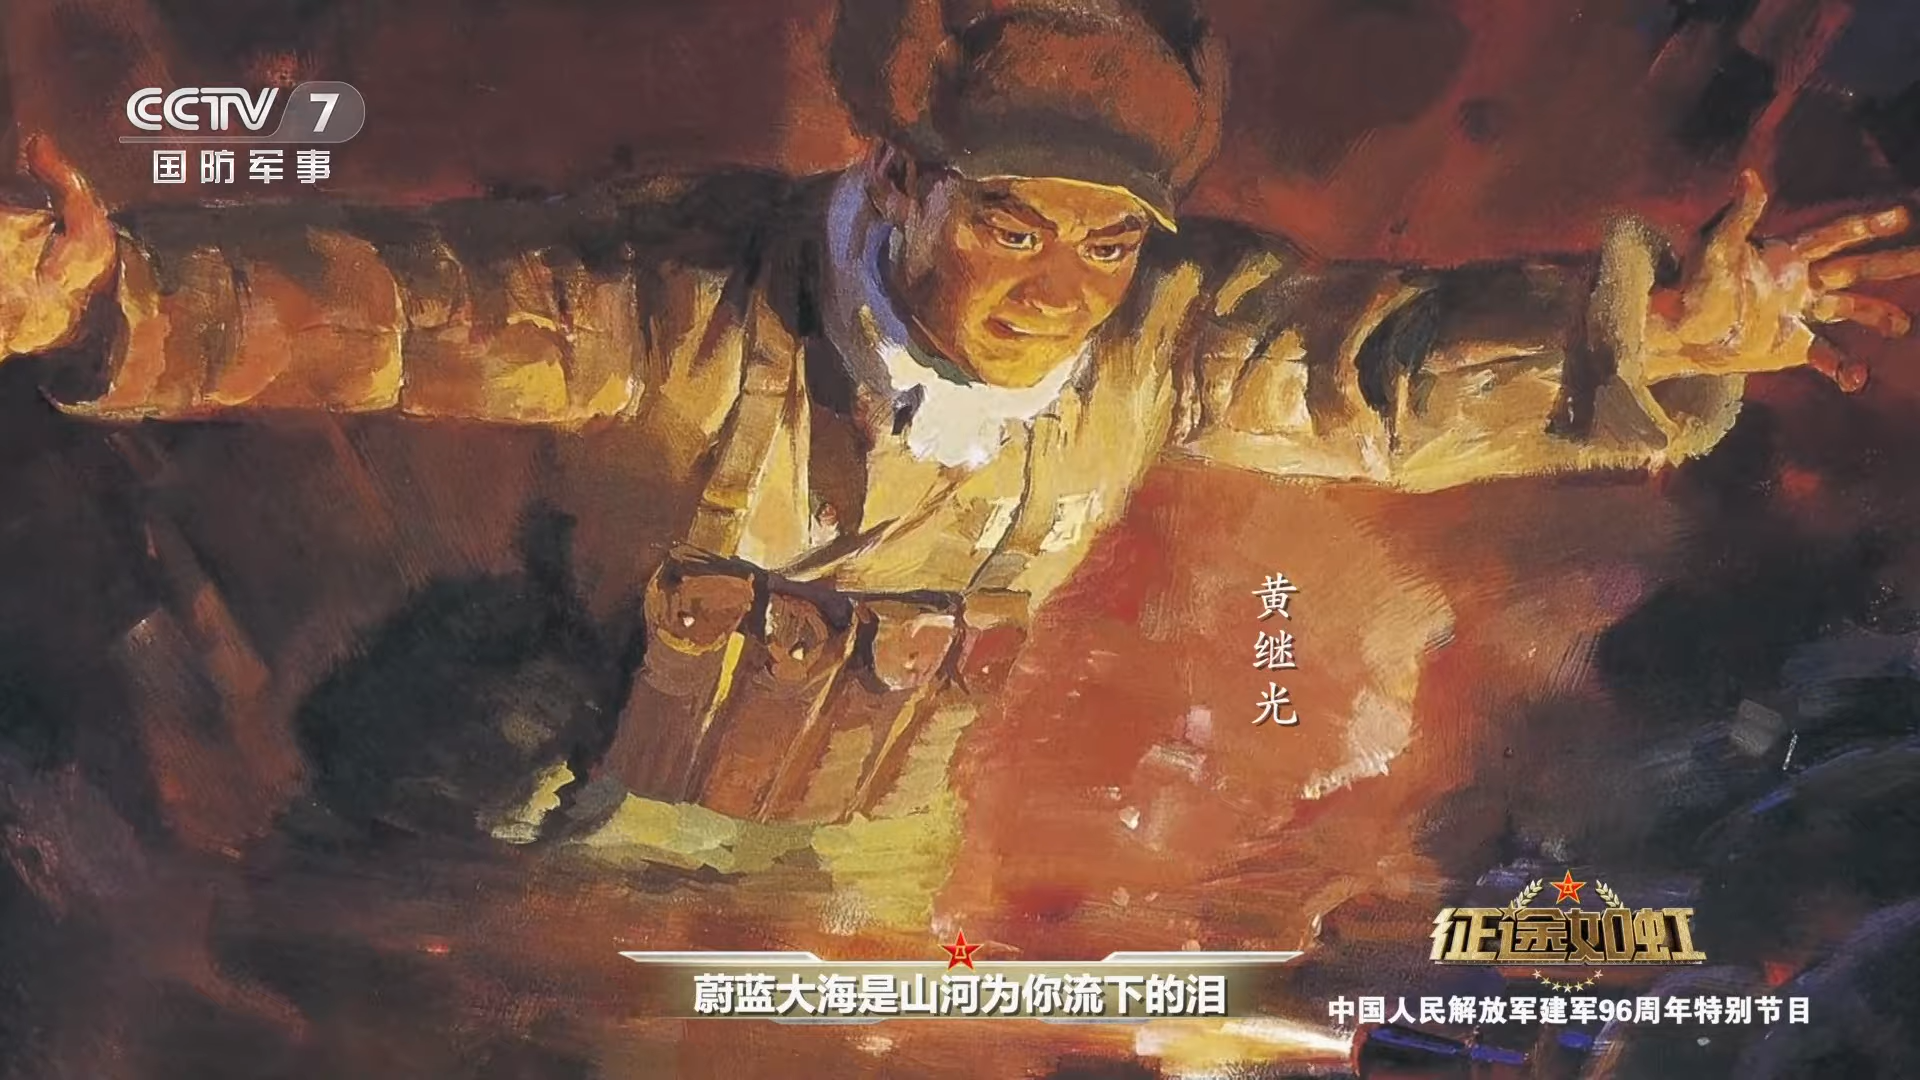 CCTV 7
国防军事
黄继光
征途如虹
蔚蓝大海是山河为你流下的泪
中国人民解放军建军96周年特别节目